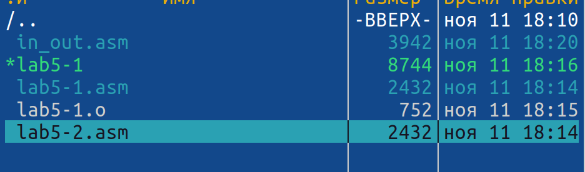 .и Имя Размер Время правки
/.. -ВВЕРХ- ноя 11 18:10
in_out.asm 3942 ноя 11 18:20
*lab5-1 8744 ноя 11 18:16
lab5-1.asm 2432 ноя 11 18:14
lab5-1.o 752 ноя 11 18:15
lab5-2.asm 2432 ноя 11 18:14